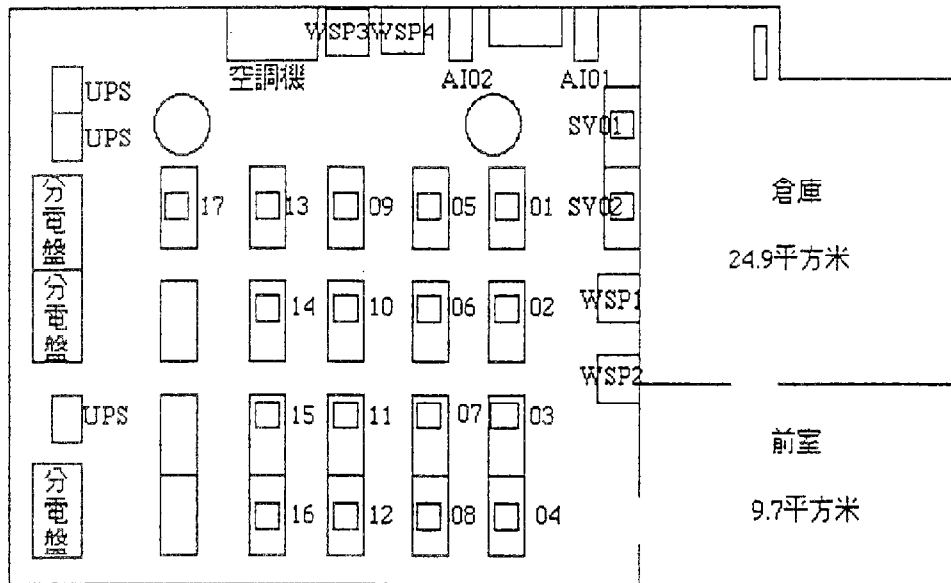 WSP3
WSP4
空調機
AI02
AI01
UPS
UPS
SV01
分電盤
17
13
09
05
01
SV02
倉庫
24.9平方米
分電盤
14
10
06
02
WSP1
WSP2
UPS
15
11
07
03
前室
分電盤
16
12
08
04
9.7平方米